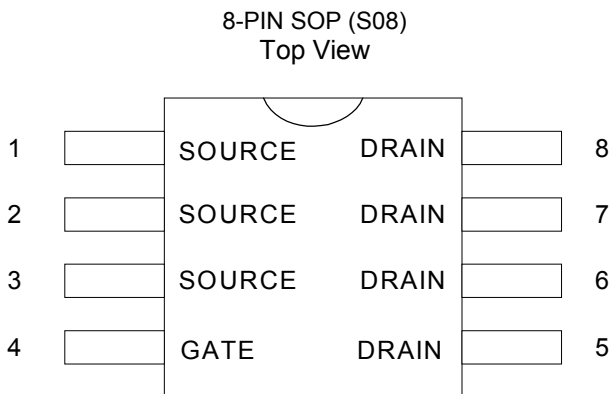 8-PIN SOP (S08)
Top View
1 SOURCE DRAIN 8
2 SOURCE DRAIN 7
3 SOURCE DRAIN 6
4 GATE DRAIN 5